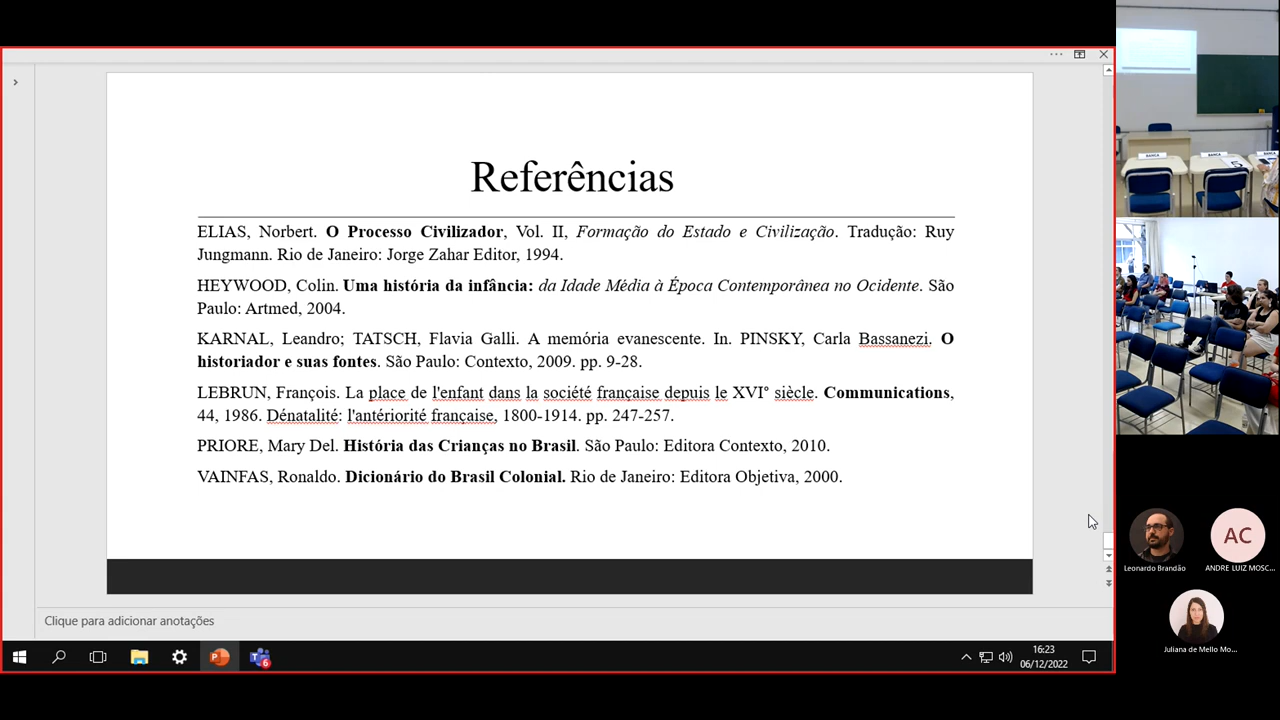 Referências
ELIAS, Norbert. O Processo Civilizador, Vol. II, Formação do Estado e Civilização. Tradução: Ruy
Jungmann. Rio de Janeiro: Jorge Zahar Editor, 1994.
HEYWOOD, Colin. Uma história da infância: da Idade Média à Época Contemporânea no Ocidente. São
Paulo: Artmed, 2004.
KARNAL, Leandro; TATSCH, Flavia Galli. A memória evanescente. In. PINSKY, Carla Bassanezi. O
historiador e suas fontes. São Paulo: Contexto, 2009. pp. 9-28.
LEBRUN, François. La place de l'enfant dans la société française depuis le XVI° siècle. Communications,
44, 1986. Dénatalité: l'antériorité française, 1800-1914. pp. 247-257.
PRIORE, Mary Del. História das Crianças no Brasil. São Paulo: Editora Contexto, 2010.
VAINFAS, Ronaldo. Dicionário do Brasil Colonial. Rio de Janeiro: Editora Objetiva, 2000.
Clique para adicionar anotações
6
16:23
06/12/2022
BANCA
BANCA
AC
Leonardo Brandão
ANDRE LUIZ MOSC...
Juliana de Mello Mo...